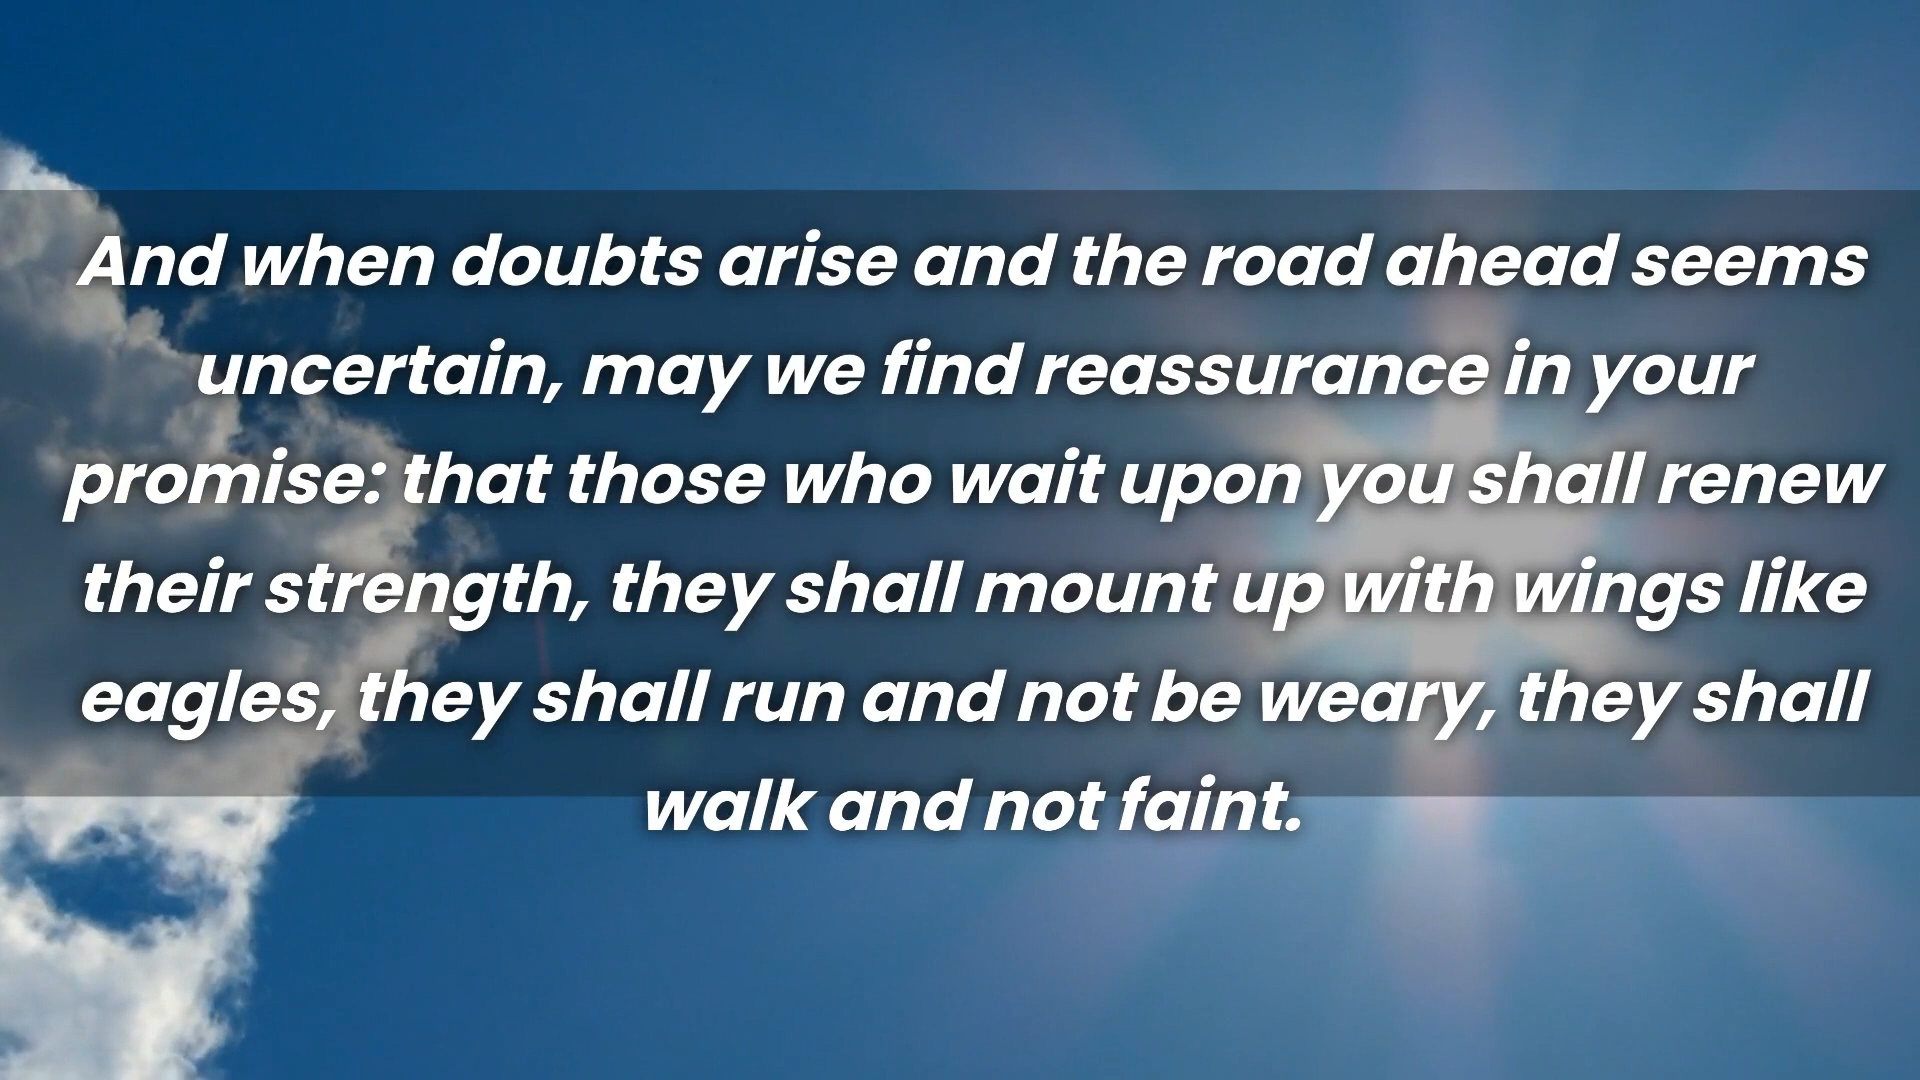 And when doubts arise and the road ahead seems
uncertain, may we find reassurance in your
promise: that those who wait upon you shall renew
their strength, they shall mount up with wings like
eagles, they shall run and not be weary, they shall
walk and not faint.